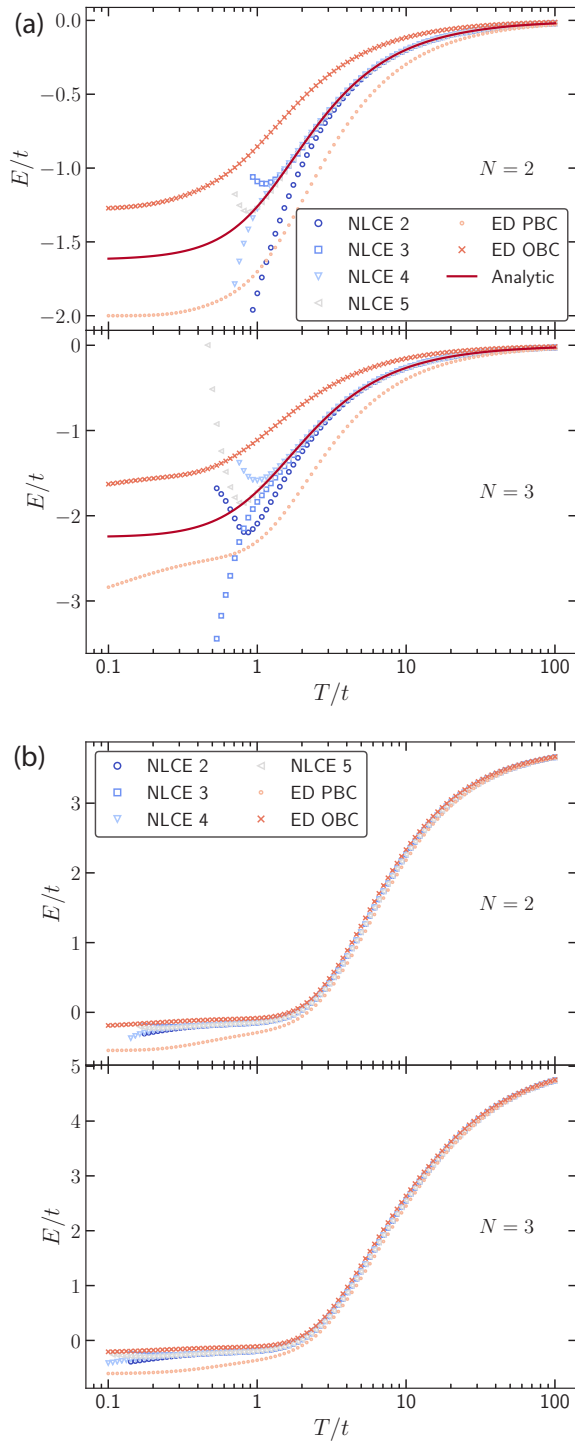 (a)
0.0
−0.5
−1.0
−1.5
−2.0
E/t
N = 2
NLCE 2
NLCE 3
NLCE 4
NLCE 5
ED PBC
ED OBC
Analytic
0
−1
−2
−3
E/t
N = 3
0.1
1
10
100
T/t
(b)
NLCE 2
NLCE 3
NLCE 4
NLCE 5
ED PBC
ED OBC
3
2
1
0
E/t
N = 2
5
4
2
0
E/t
N = 3
0.1
1
10
100
T/t